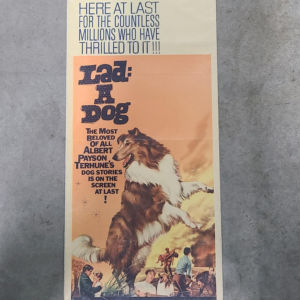 HERE AT LAST
FOR THE COUNTLESS
MILLIONS WHO HAVE
THRILLED TO IT!!!
Lad:
A
Dog
THE MOST
BELOVED
OF ALL
ALBERT
PAYSON
TERHUNE'S
DOG STORIES
IS ON THE
SCREEN
AT LAST
!